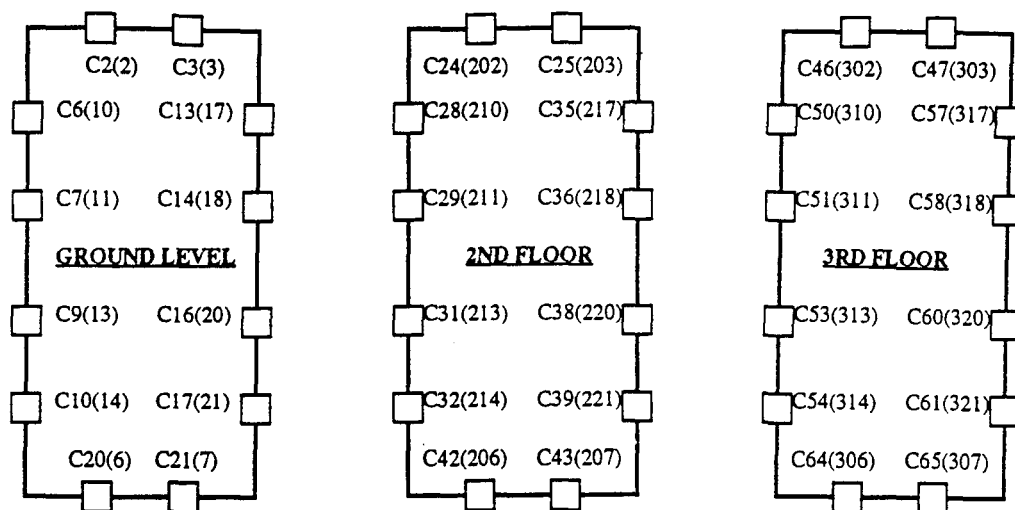 C2(2) C3(3) C24(202) C25(203) C46(302) C47(303)
C6(10) C13(17) C28(210) C35(217) C50(310) C57(317)
C7(11) C14(18) C29(211) C36(218) C51(311) C58(318)
GROUND LEVEL 2ND FLOOR 3RD FLOOR
C9(13) C16(20) C31(213) C38(220) C53(313) C60(320)
C10(14) C17(21) C32(214) C39(221) C54(314) C61(321)
C20(6) C21(7) C42(206) C43(207) C64(306) C65(307)